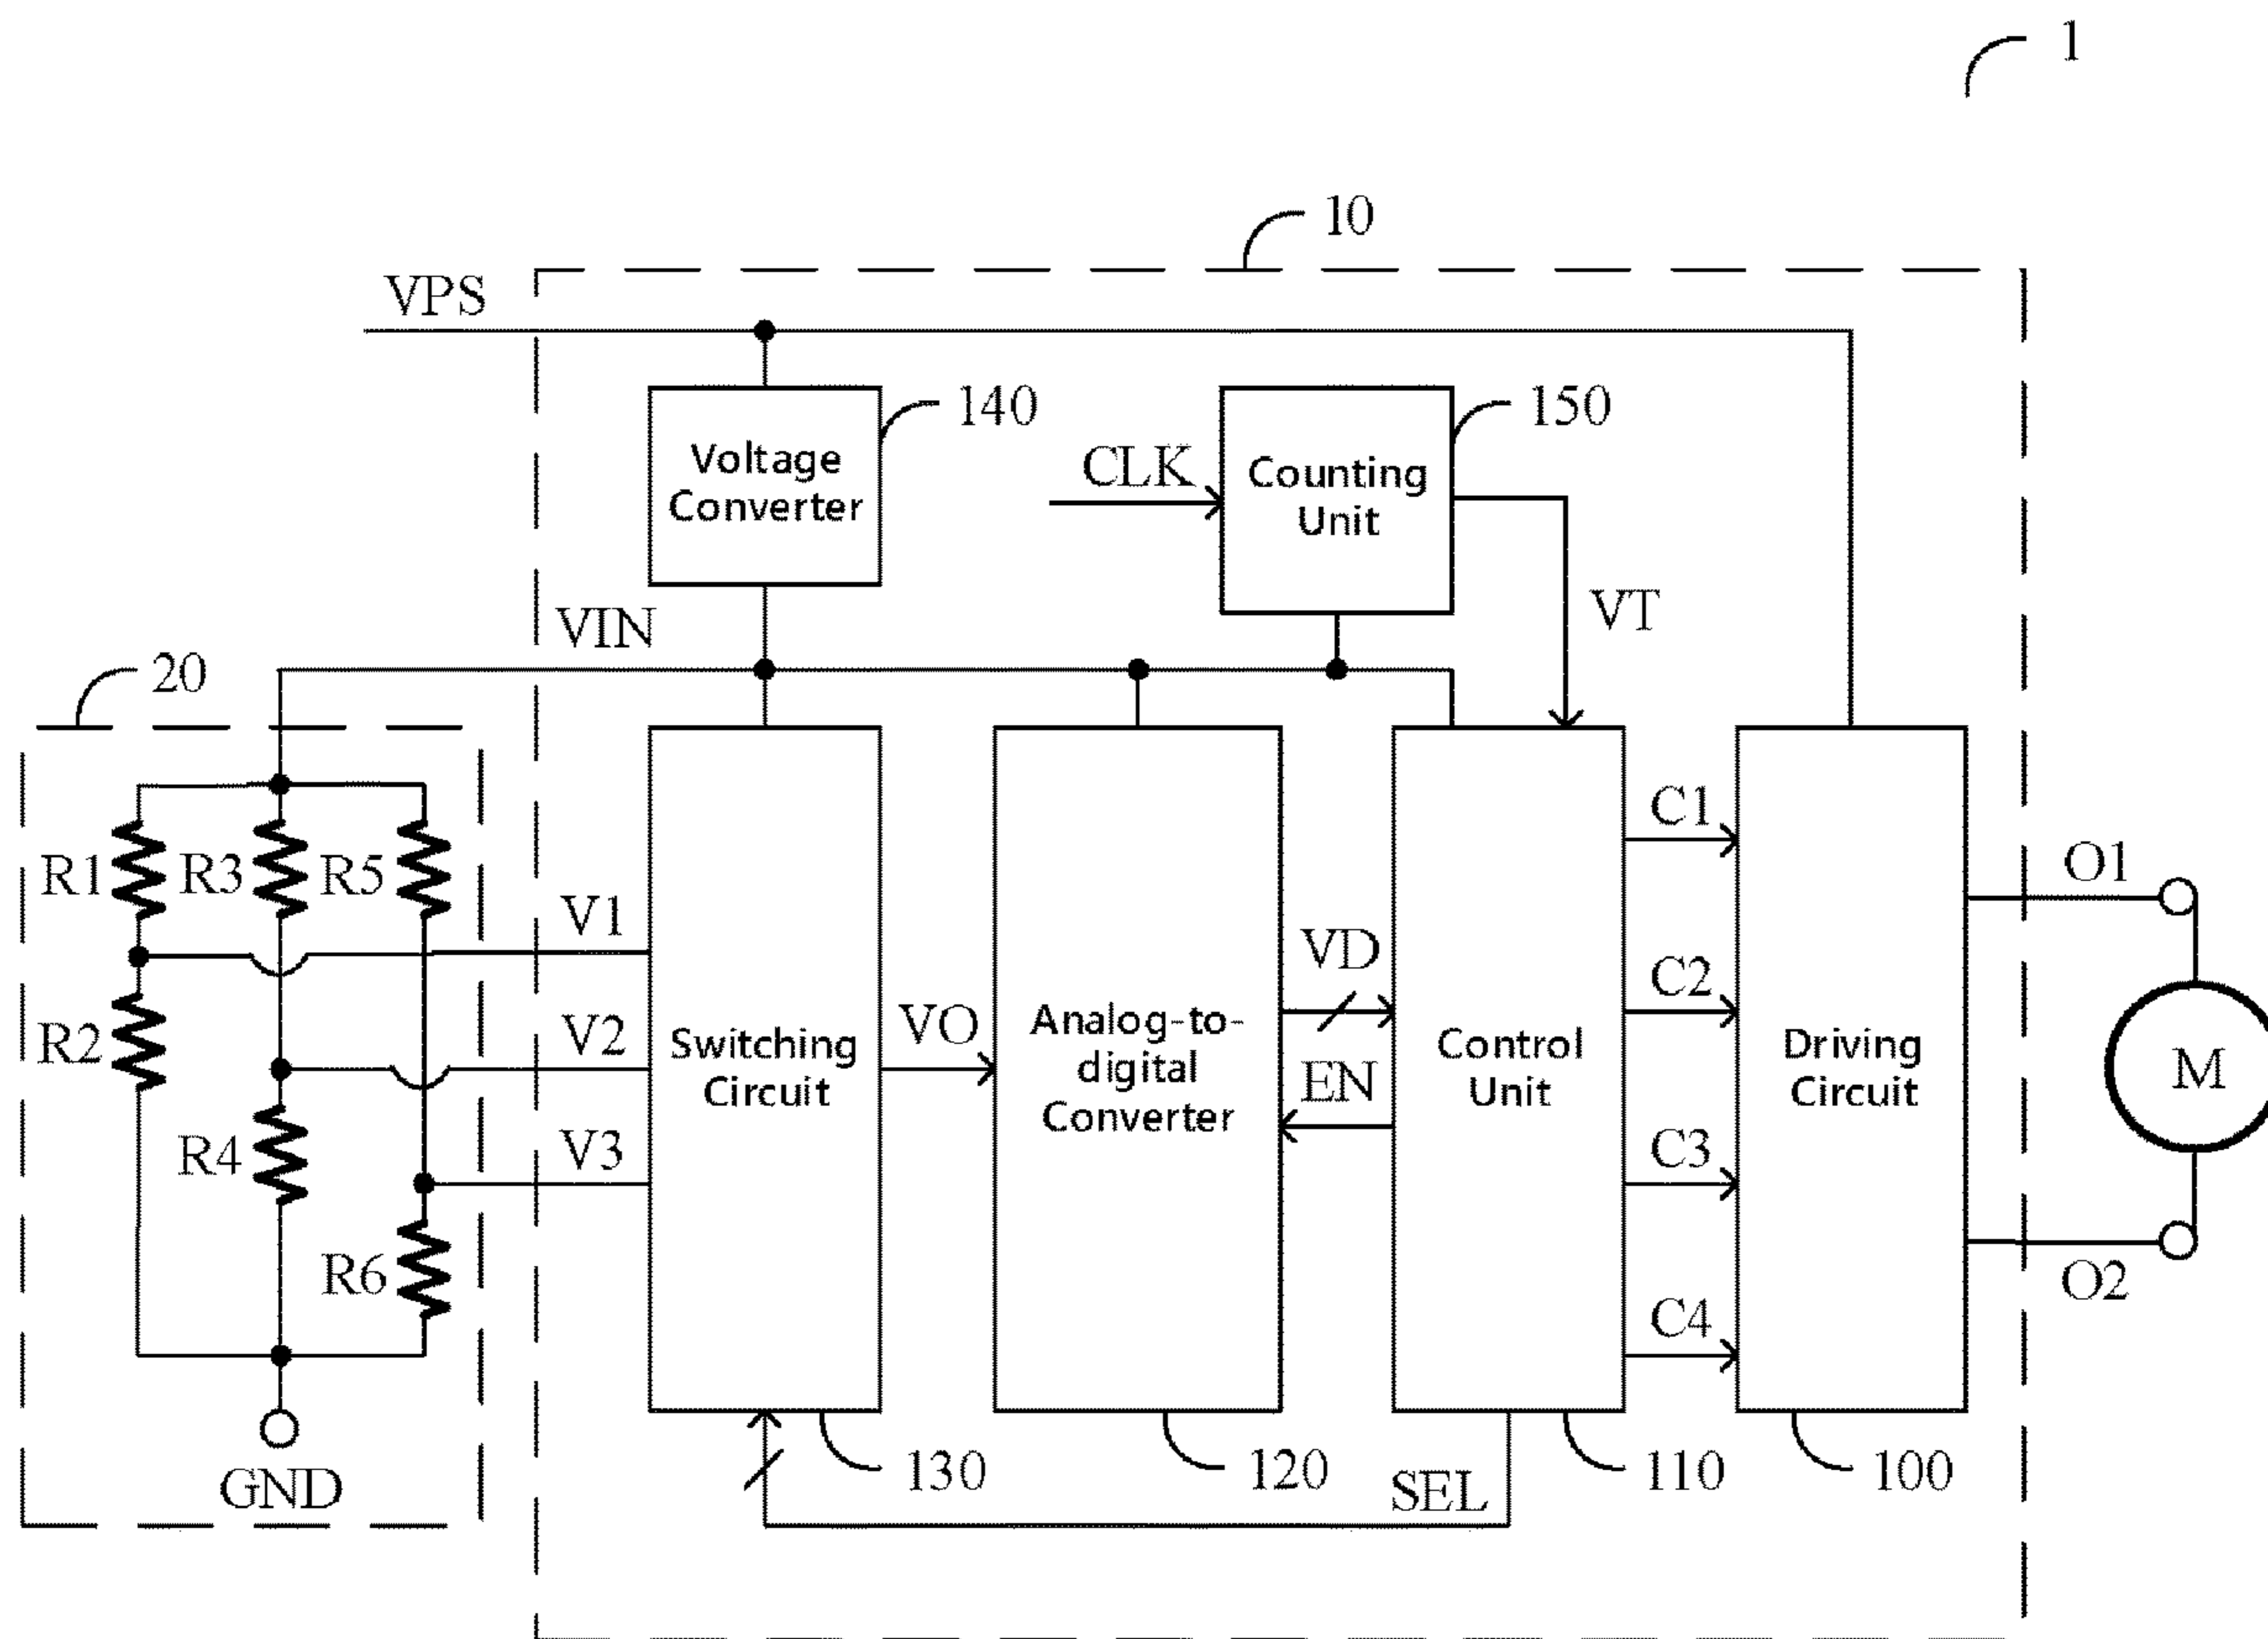 1
10
VPS
140
150
Voltage
Converter
CLK
Counting
Unit
VIN
VT
20
R1
R3
R5
C1
O1
V1
VD
C2
R2
V2
Switching
Circuit
VO
Analog-to-
digital
Converter
EN
Control
Unit
Driving
Circuit
M
V3
R4
C3
R6
O2
C4
GND
130
120
SEL
110
100